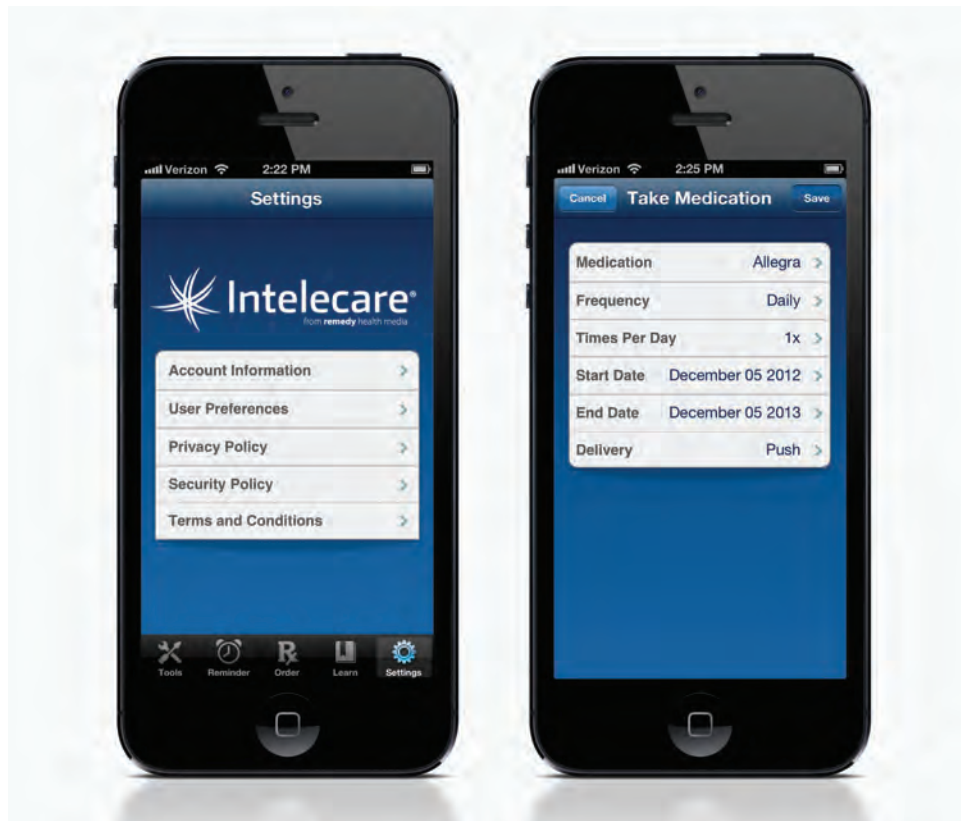 Verizon 2:22 PM
Settings
Intelecare®
from remedy health media
Account Information
User Preferences
Privacy Policy
Security Policy
Terms and Conditions
Tools Reminder Order Learn Settings
Verizon 2:25 PM
Cancel Take Medication Save
Medication Allegra
Frequency Daily
Times Per Day 1x
Start Date December 05 2012
End Date December 05 2013
Delivery Push